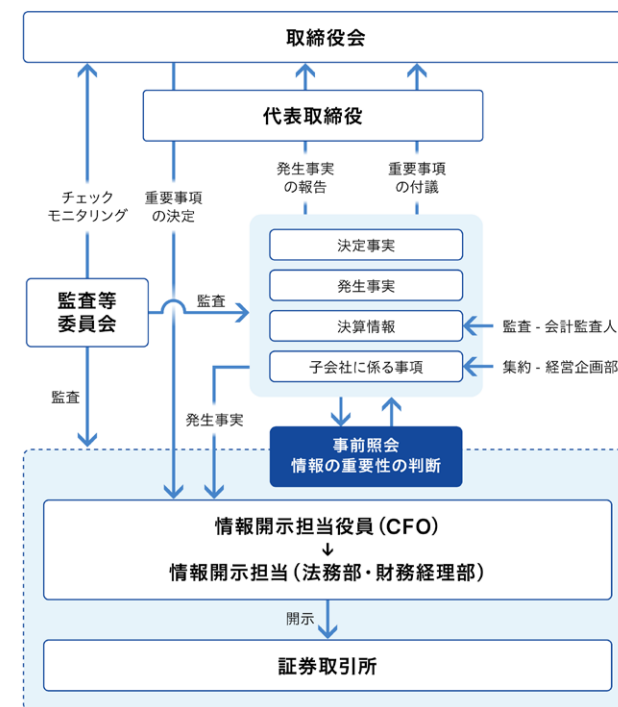 取締役会
代表取締役
チェック
モニタリング
重要事項
の決定
発生事実
の報告
重要事項
の付議
決定事実
発生事実
決算情報
子会社に係る事項
監査等
委員会
監査
監査 - 会計監査人
集約 - 経営企画部
監査
発生事実
事前照会
情報の重要性の判断
情報開示担当役員（CFO）
↓
情報開示担当（法務部・財務経理部）
開示
証券取引所